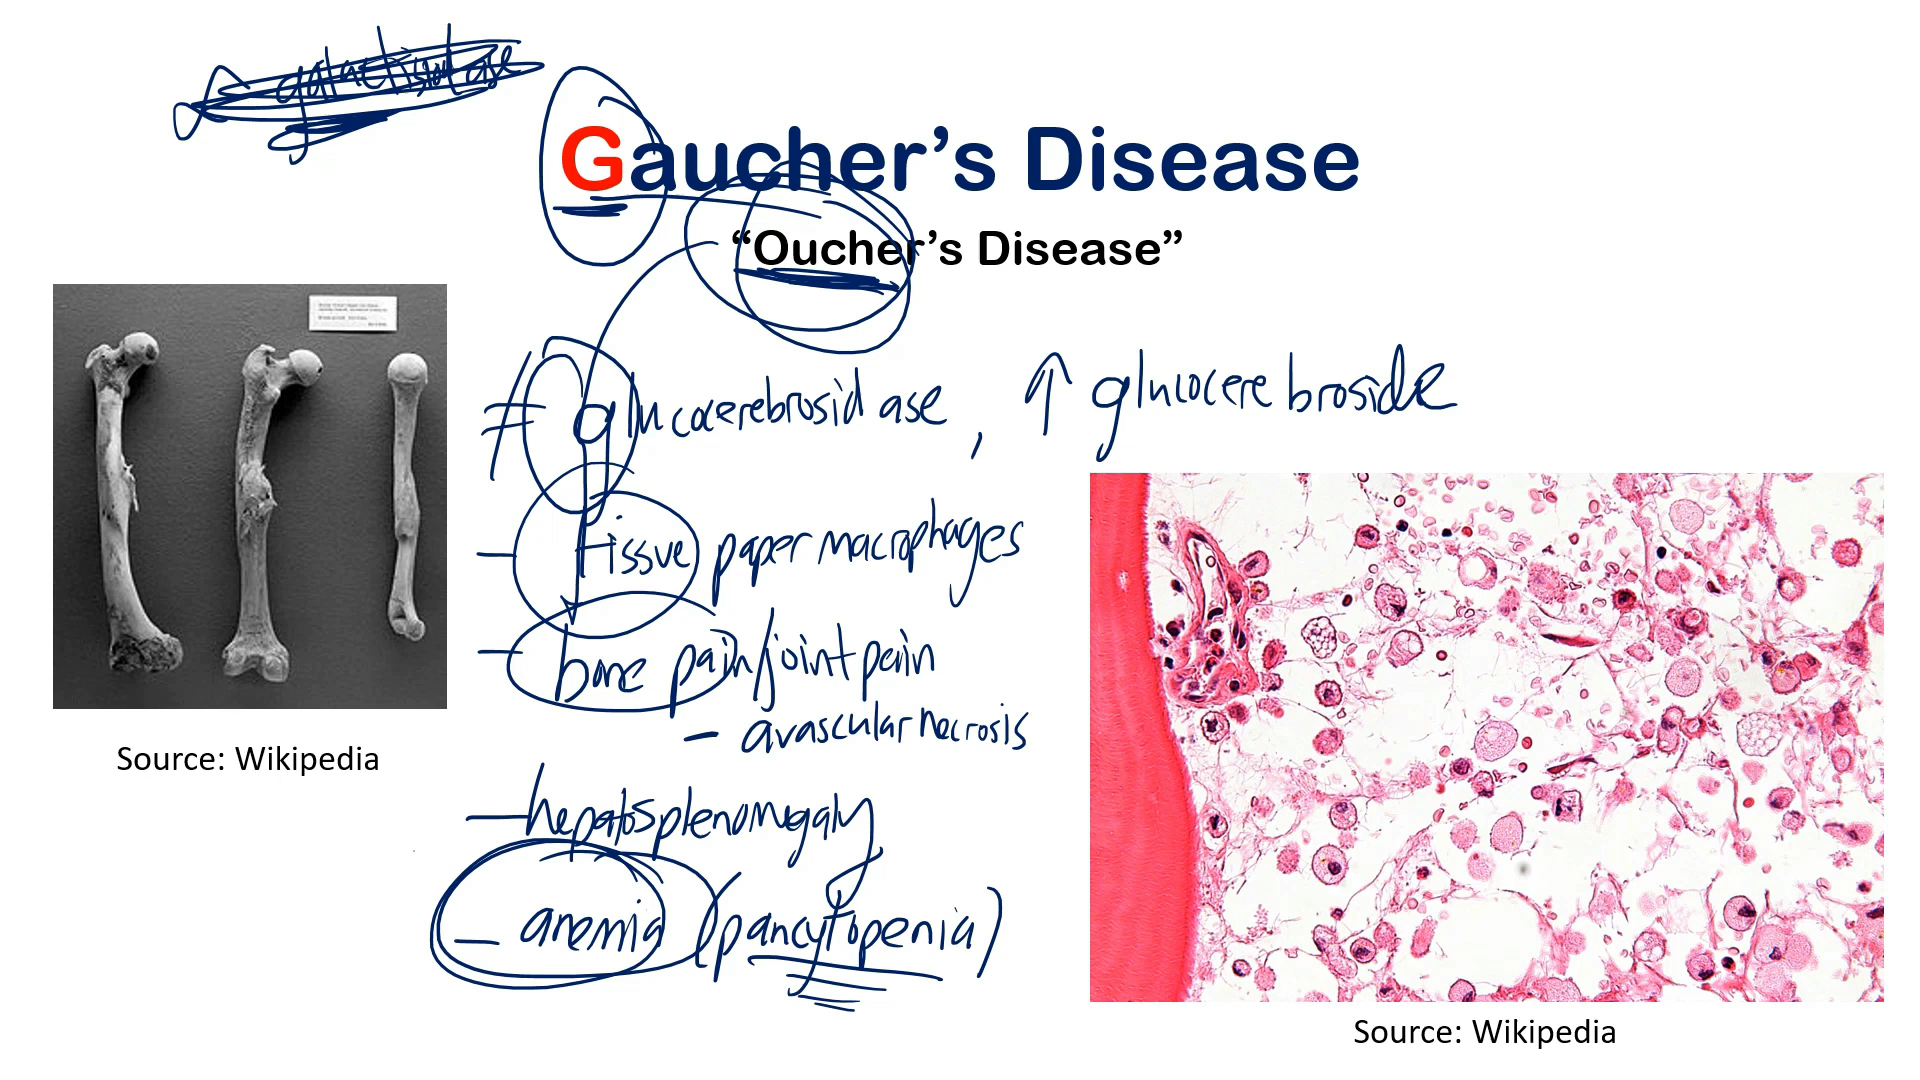 Gaucher’s Disease
“Oucher’s Disease”
≠ glucocerebrosidase, ↑ glucocerebroside
- tissue paper macrophages
- bone pain/joint pain
- avascular necrosis
Source: Wikipedia
- hepatosplenomegaly
- anemia (pancytopenia)
Source: Wikipedia